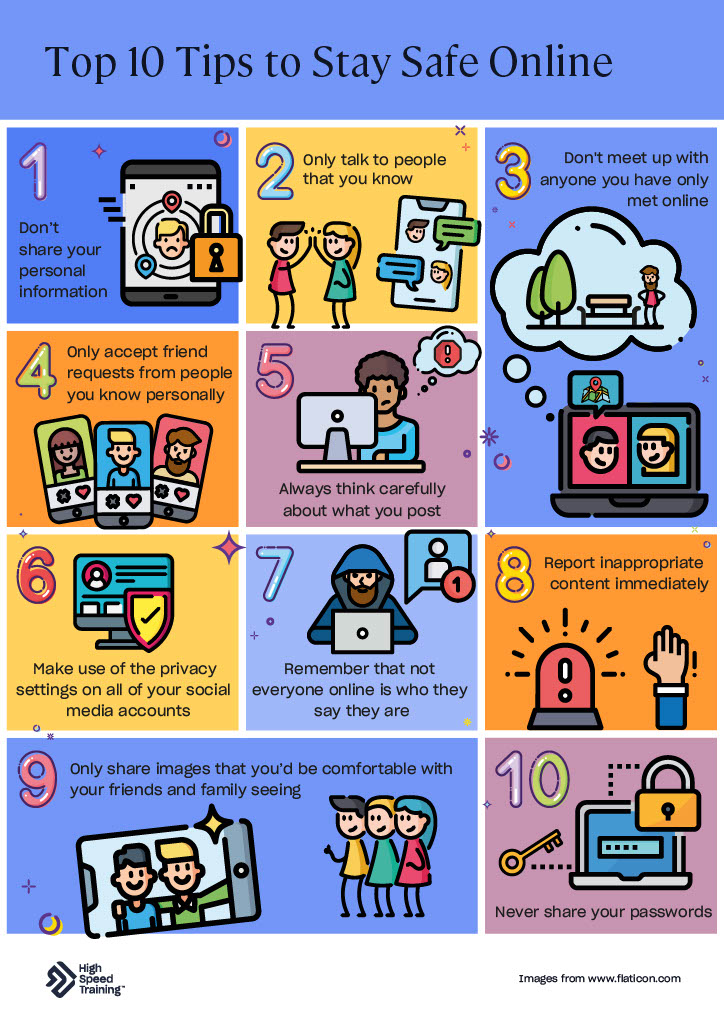 Top 10 Tips to Stay Safe Online
1
Don't
share your
personal
information
2
Only talk to people
that you know
3
Don't meet up with
anyone you have only
met online
4
Only accept friend
requests from people
you know personally
5
Always think carefully
about what you post
6
Make use of the privacy
settings on all of your social
media accounts
7
1
Remember that not
everyone online is who they
say they are
8
Report inappropriate
content immediately
9
Only share images that you'd be comfortable with
your friends and family seeing
10
Never share your passwords
High
Speed
Training™
Images from www.flaticon.com